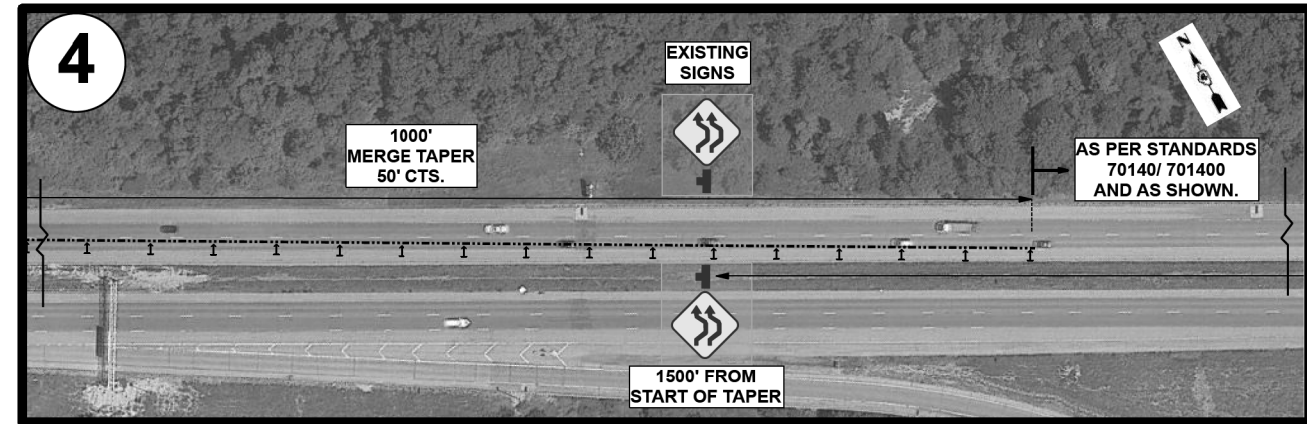 4
EXISTING
SIGNS
N
1000'
MERGE TAPER
50' CTS.
AS PER STANDARDS
70140/ 701400
AND AS SHOWN.
1500' FROM
START OF TAPER